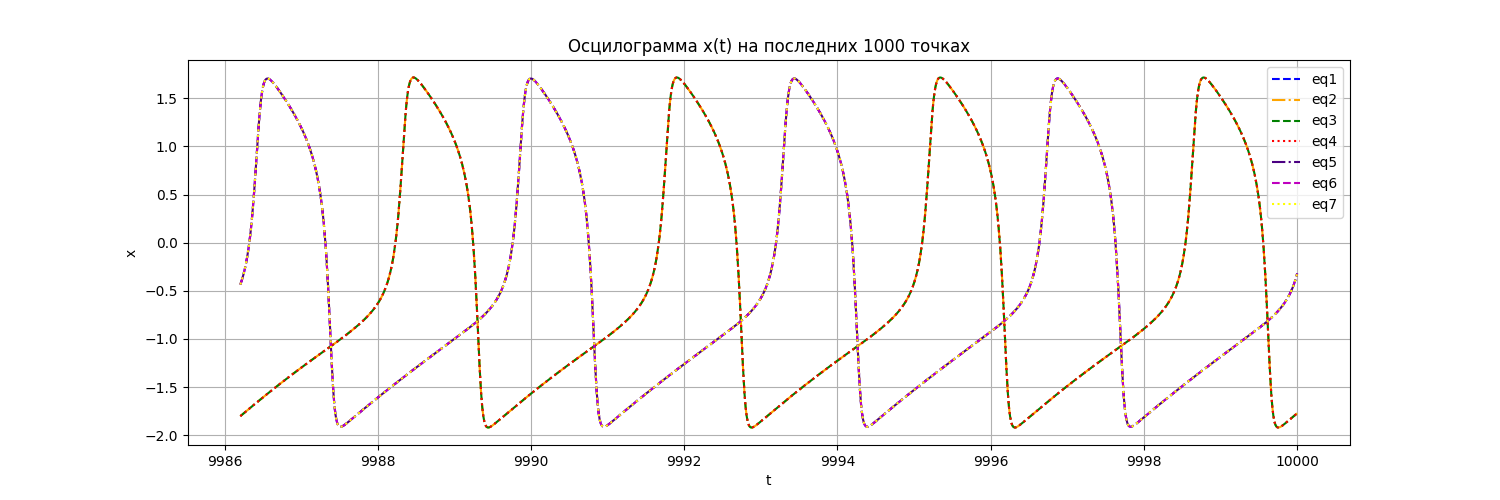 Осцилограмма x(t) на последних 1000 точках
x
1.5
1.0
0.5
0.0
−0.5
−1.0
−1.5
−2.0
eq1
eq2
eq3
eq4
eq5
eq6
eq7
9986
9988
9990
9992
9994
9996
9998
10000
t